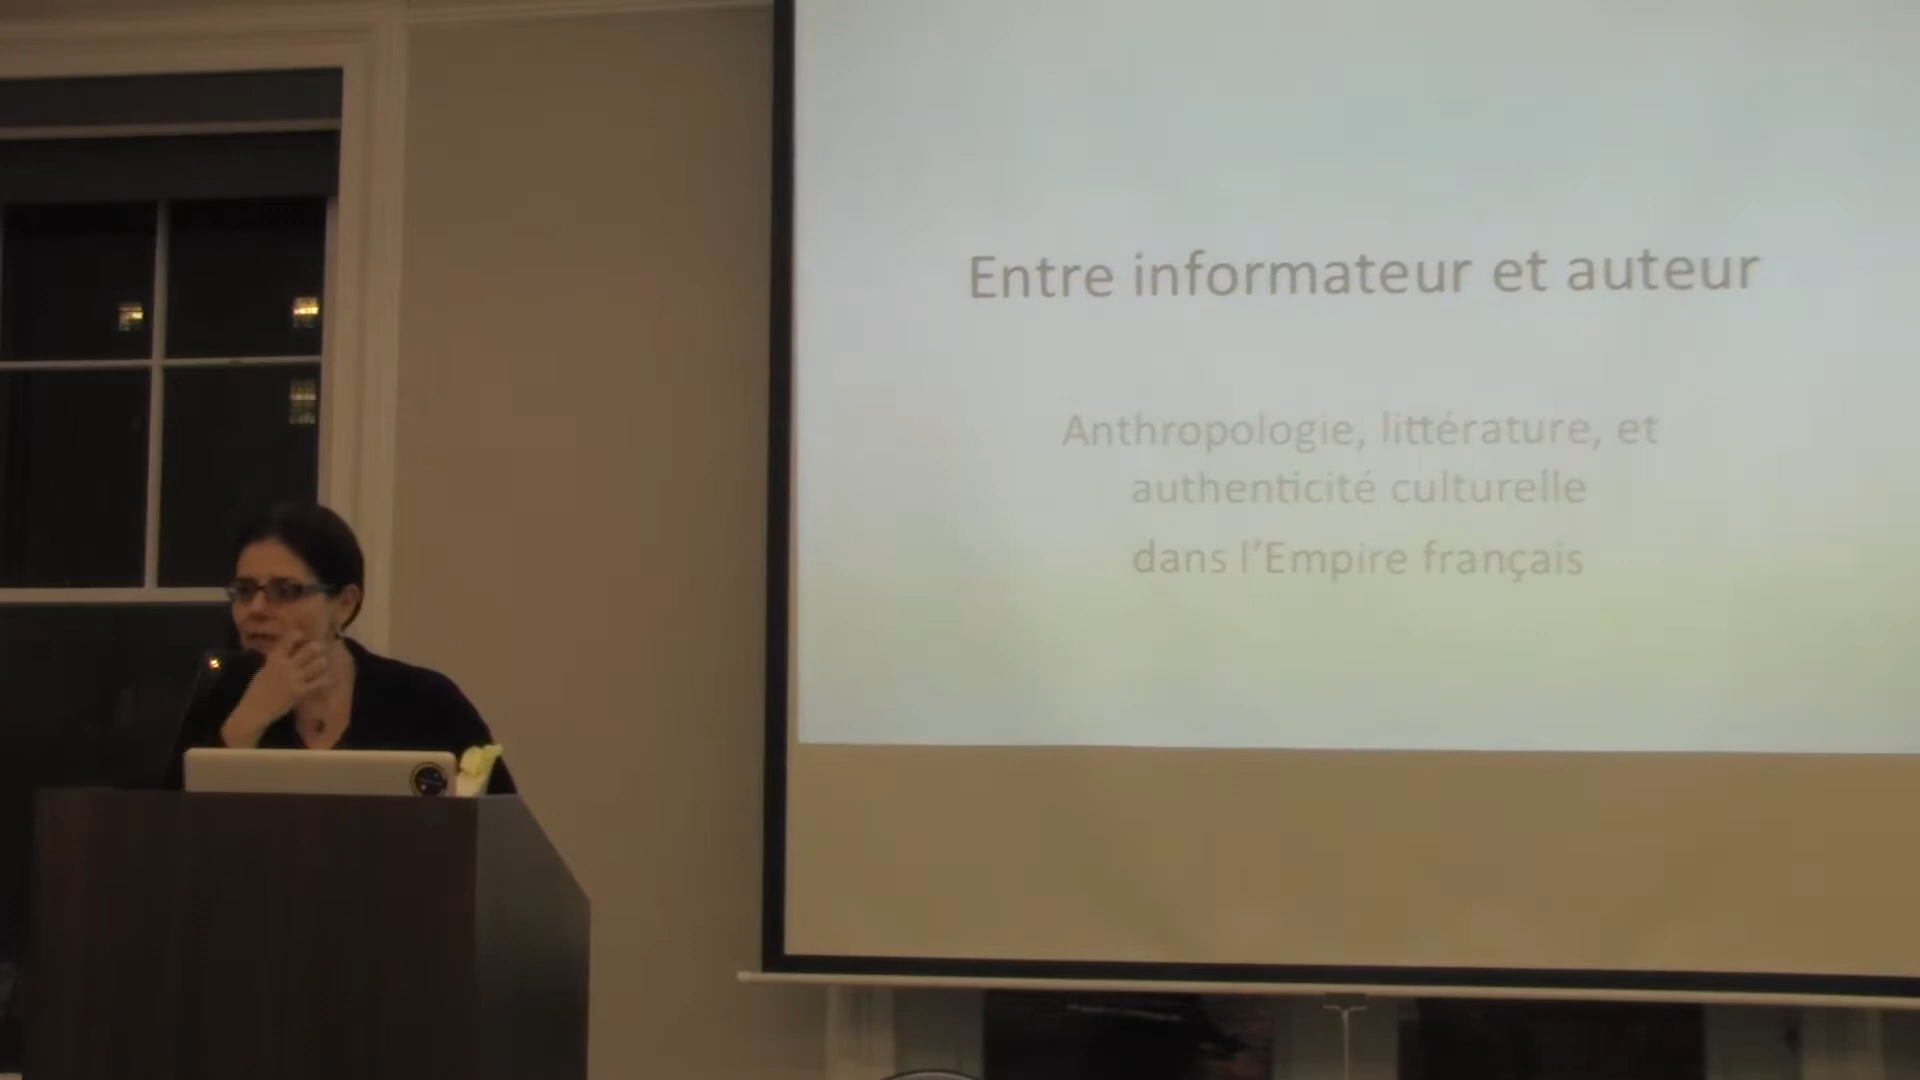 Entre informateur et auteur
Anthropologie, littérature, et
authenticité culturelle
dans l'Empire français